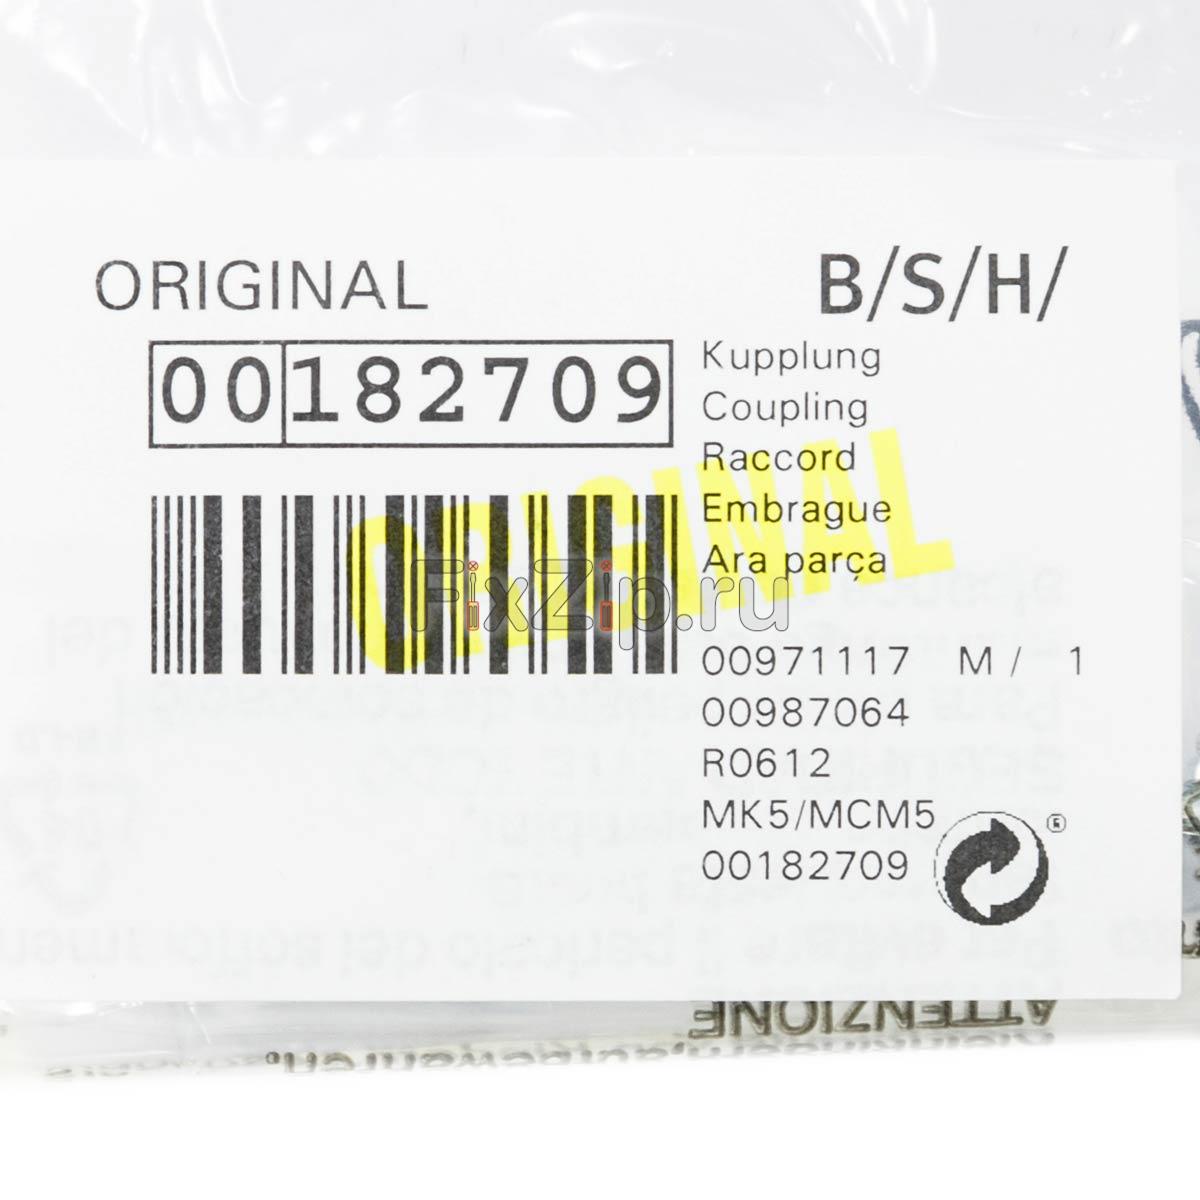 ORIGINAL
B/S/H/
00182709
Kupplung
Coupling
Raccord
Embrague
Ara parça
ORIGINAL
FixZip.ru
00971117 M/ 1
00987064
R0612
MK5/MCM5
00182709
ATTENZIONE